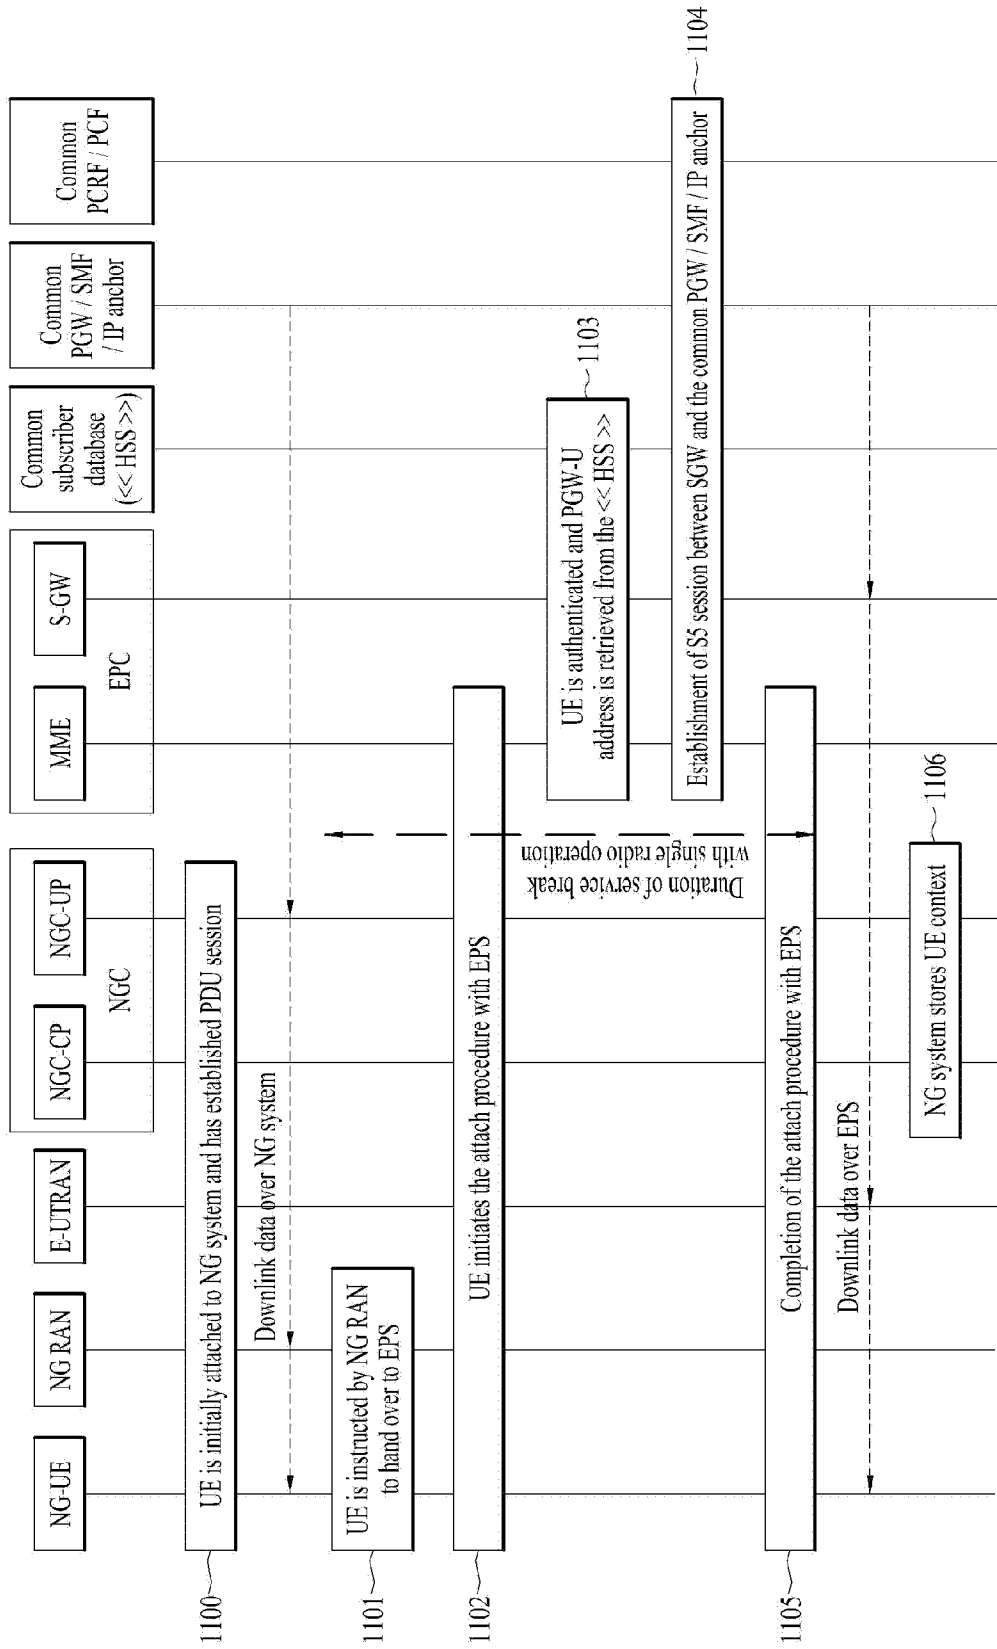 NG-UE
NG RAN
E-UTRAN
NGC-CP
NGC-UP
NGC
MME
S-GW
EPC
Common
subscriber
database
(<< HSS >>)
Common
PGW / SMF
/ IP anchor
Common
PCRF / PCF
1100
UE is initially attached to NG system and has established PDU session
Downlink data over NG system
1101
UE is instructed by NG RAN
to hand over to EPS
1102
UE initiates the attach procedure with EPS
Duration of service break
with single radio operation
UE is authenticated and PGW-U
address is retrieved from the << HSS >>
1103
Establishment of S5 session between SGW and the common PGW / SMF / IP anchor
1104
1105
Completion of the attach procedure with EPS
Downlink data over EPS
NG system stores UE context
1106